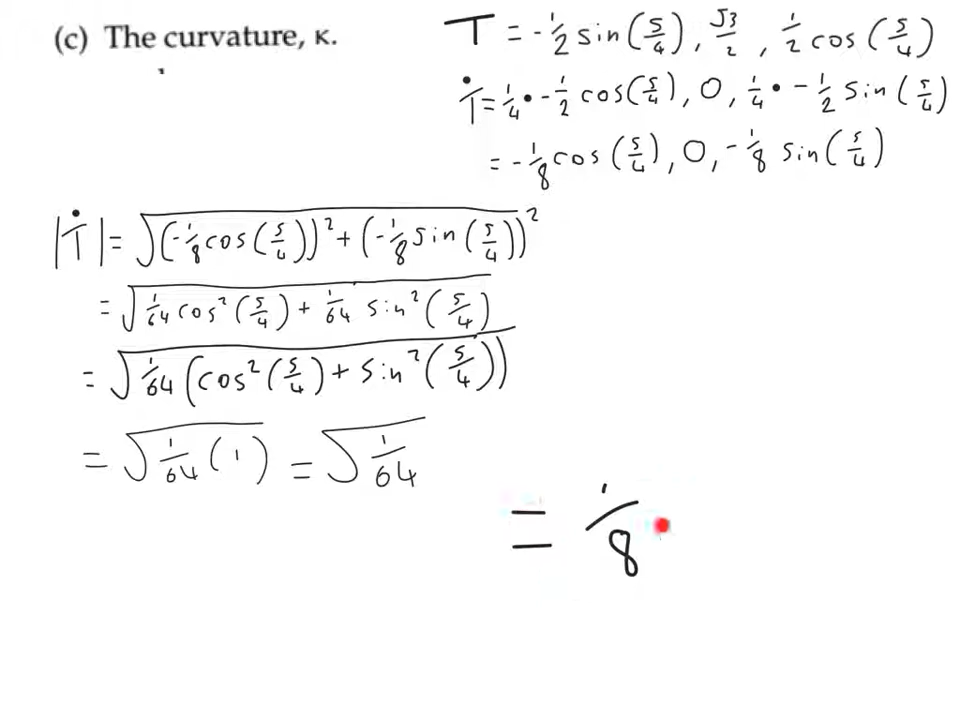 (c) The curvature, κ.
T = -1/2 sin(s/4), √3/2, 1/2 cos(s/4)
Ṫ = 1/4 • -1/2 cos(s/4), 0, 1/4 • -1/2 sin(s/4)
= -1/8 cos(s/4), 0, -1/8 sin(s/4)
|Ṫ| = √(-1/8 cos(s/4))² + (-1/8 sin(s/4))²
= √1/64 cos²(s/4) + 1/64 sin²(s/4)
= √1/64 (cos²(s/4) + sin²(s/4))
= √1/64 (1) = √1/64
= 1/8